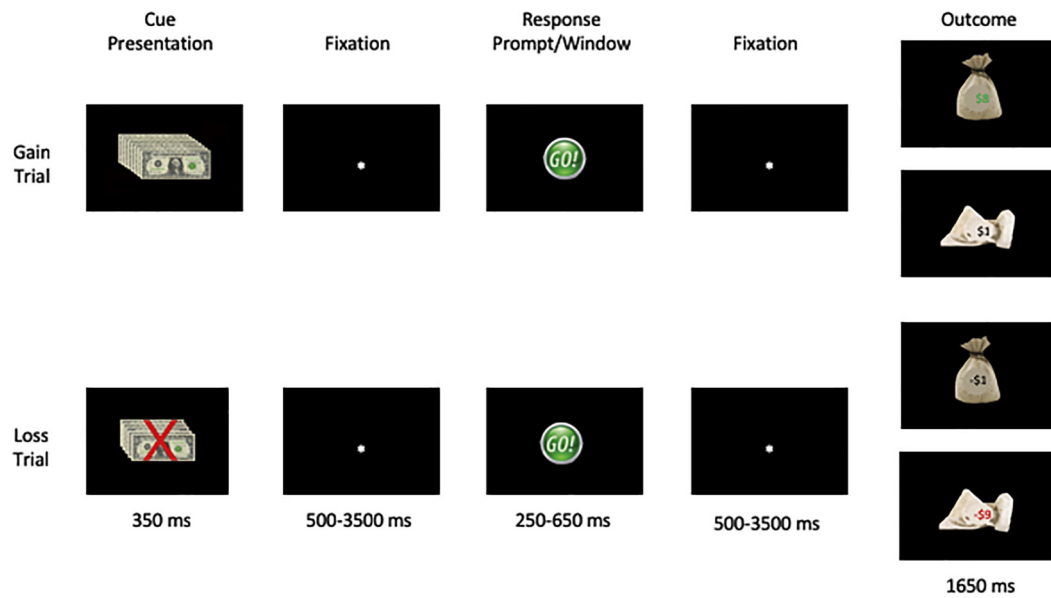 Cue
Presentation
Fixation
Response
Prompt/Window
Fixation
Outcome
Gain
Trial
GO!
$8
$1
Loss
Trial
GO!
-$1
-$9
350 ms
500-3500 ms
250-650 ms
500-3500 ms
1650 ms